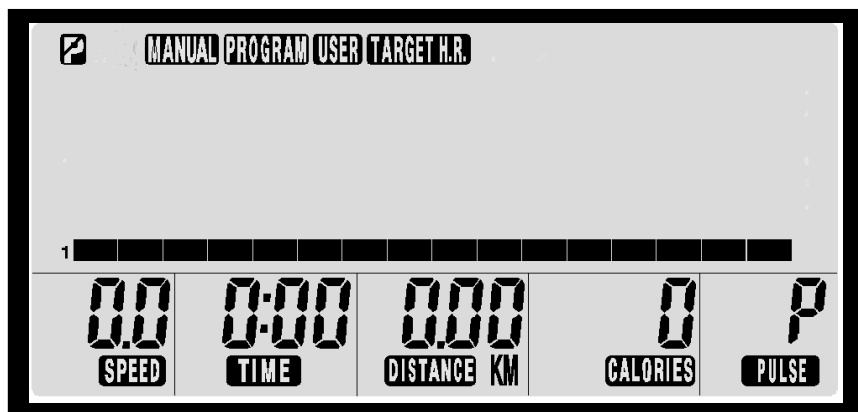 MANUAL PROGRAM USER TARGET H.R.
1
0.0 0:00 0.00 0 P
SPEED TIME DISTANCE KM CALORIES PULSE